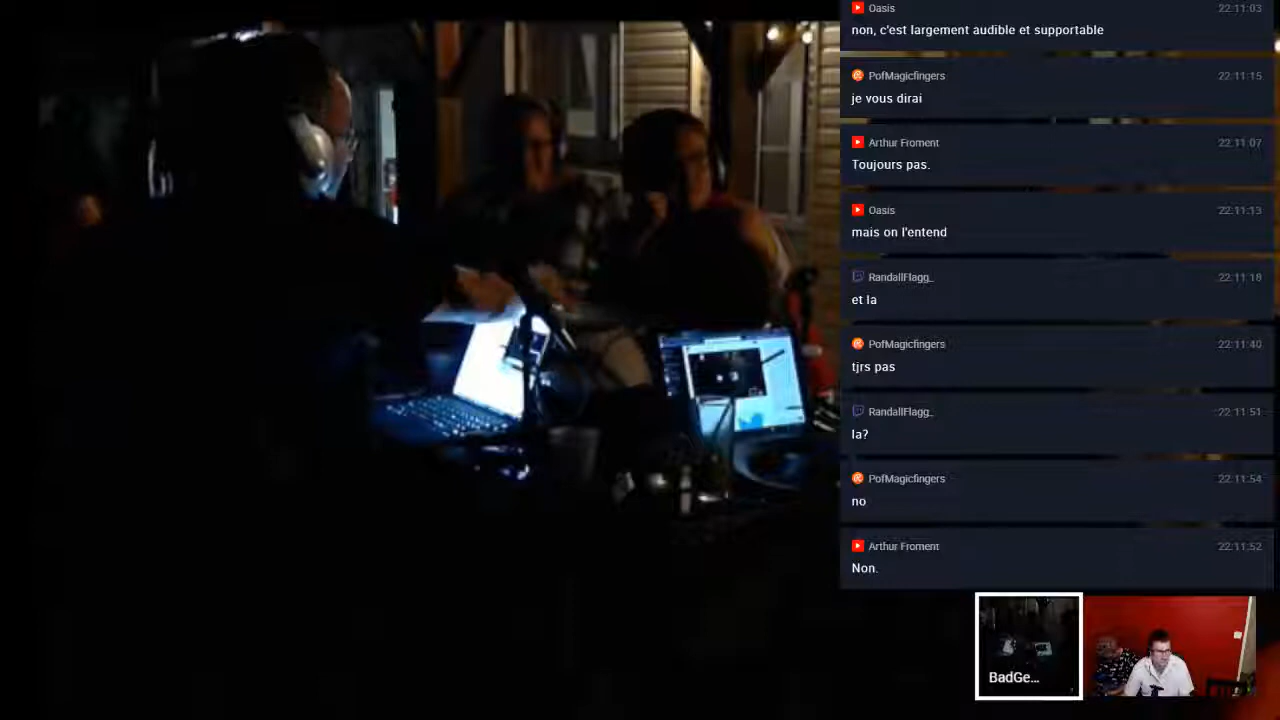 Oasis 22:11:03
non, c'est largement audible et supportable
PofMagicfingers 22:11:15
je vous dirai
Arthur Froment 22:11:07
Toujours pas.
Oasis 22:11:13
mais on l'entend
RandallFlagg_ 22:11:18
et la
PofMagicfingers 22:11:40
tjrs pas
RandallFlagg_ 22:11:51
la?
PofMagicfingers 22:11:54
no
Arthur Froment 22:11:52
Non.
BadGe...